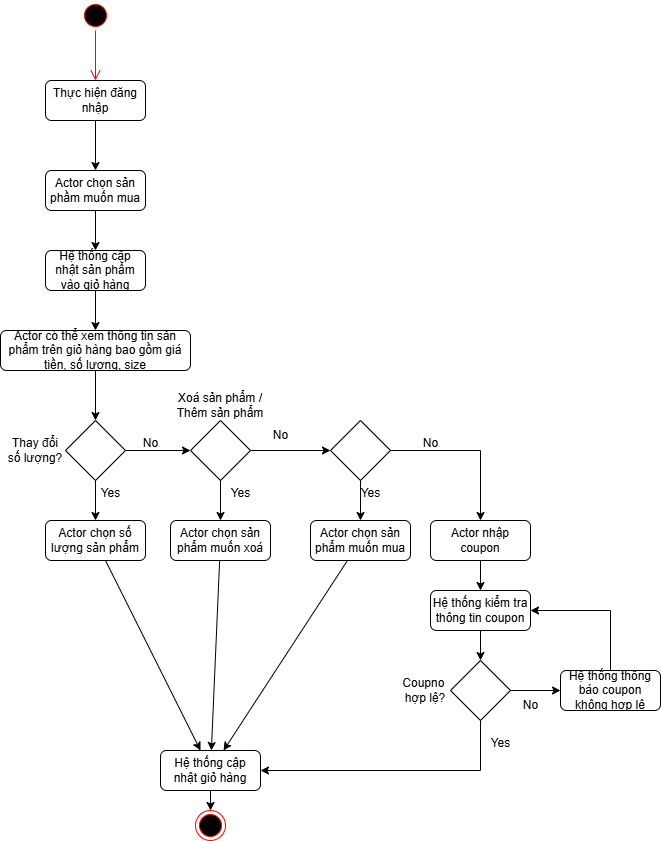 Thực hiện đăng
nhập
Actor chọn sản
phầm muốn mua
Hệ thống cập
nhật sản phẩm
vào giỏ hàng
Actor có thể xem thông tin sản
phẩm trên giỏ hàng bao gồm giá
tiền, số lượng, size
Thay đổi
số lượng?
No
Xoá sản phẩm /
Thêm sản phẩm
No
No
Yes
Yes
Yes
Actor chọn số
lượng sản phẩm
Actor chọn sản
phẩm muốn xoá
Actor chọn sản
phẩm muốn mua
Actor nhập
coupon
Hệ thống kiểm tra
thông tin coupon
Coupno
hợp lệ?
No
Hệ thống thông
báo coupon
không hợp lệ
Yes
Hệ thống cập
nhật giỏ hàng